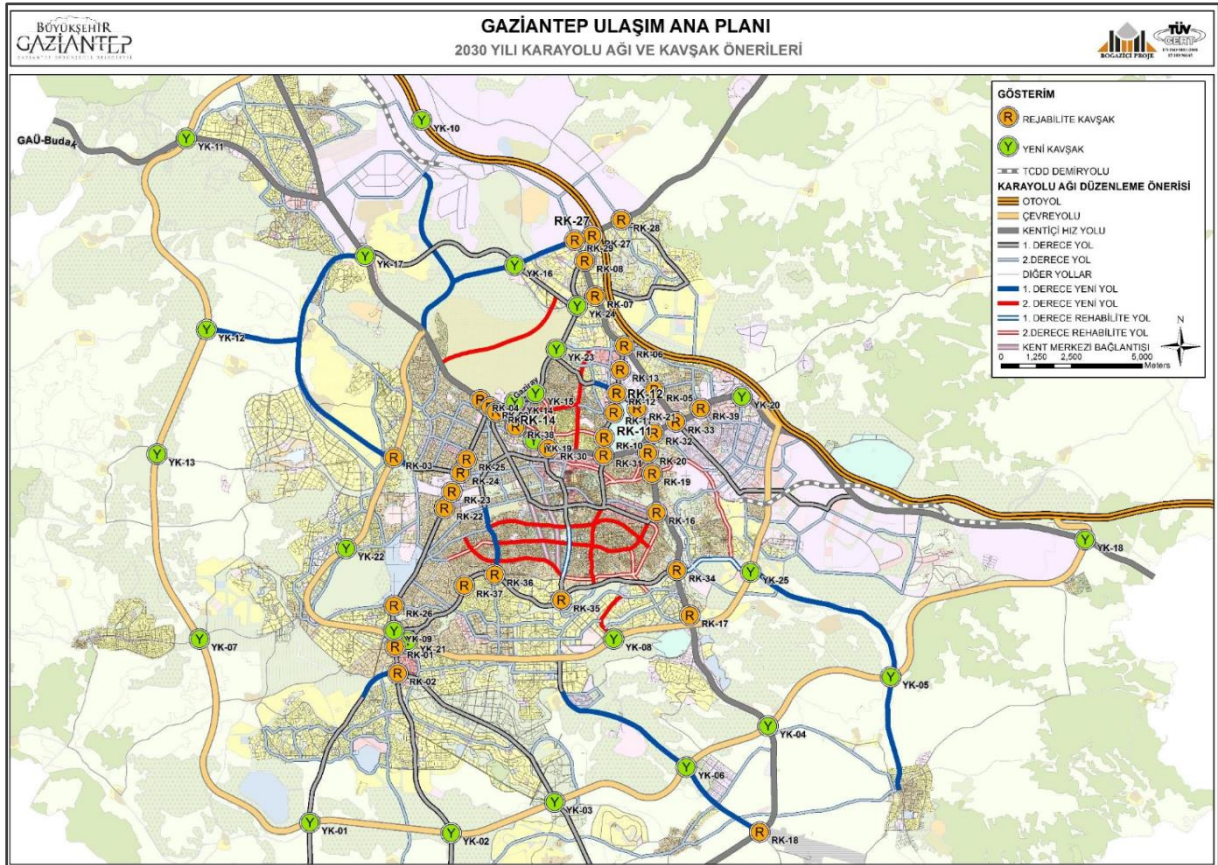 BÜYÜKŞEHİR
GAZİANTEP
GAZİANTEP ULAŞIM ANA PLANI
2030 YILI KARAYOLU AĞI VE KAVŞAK ÖNERİLERİ
BOĞAZİÇİ PROJE
TÜV
CERT
GÖSTERİM
R REJABİLİTE KAVŞAK
Y YENİ KAVŞAK
TCDD DEMİRYOLU
KARAYOLU AĞI DÜZENLEME ÖNERİSİ
OTOYOL
ÇEVREYOLU
KENTİÇİ HIZ YOLU
1. DERECE YOL
2.DERECE YOL
DİĞER YOLLAR
1. DERECE YENİ YOL
2. DERECE YENİ YOL
1. DERECE REHABİLİTE YOL
2.DERECE REHABİLİTE YOL
KENT MERKEZİ BAĞLANTISI
N
0 1,250 2,500 5,000
Meters
YK-10
GAÜ-Budak
YK-11
RK-27
RK-28
RK-27
RK-29
YK-17
RK-08
YK-16
RK-07
YK-24
YK-12
RK-06
YK-23
RK-13
Gaziray
YK-15
RK-12
RK-05
YK-20
RK-04
YK-14
RK-12
RK-39
RK-14
RK-11
RK-21
RK-33
RK-38
RK-11
RK-32
YK-13
YK-19
RK-30
RK-10
RK-03
RK-25
RK-31
RK-20
RK-24
RK-19
RK-23
RK-22
RK-16
YK-18
YK-22
RK-36
RK-34
YK-25
RK-37
RK-26
RK-35
RK-17
YK-07
YK-09
YK-21
YK-08
RK-01
RK-02
YK-05
YK-04
YK-06
YK-03
YK-01
YK-02
RK-18